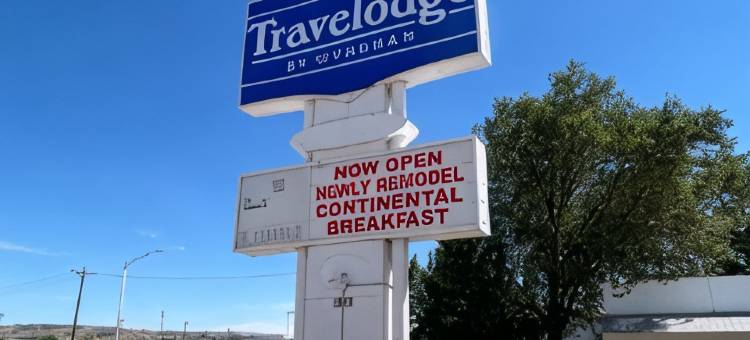 Travelodge
NOW OPEN
NEWLY REMODEL
CONTINENTAL
BREAKFAST